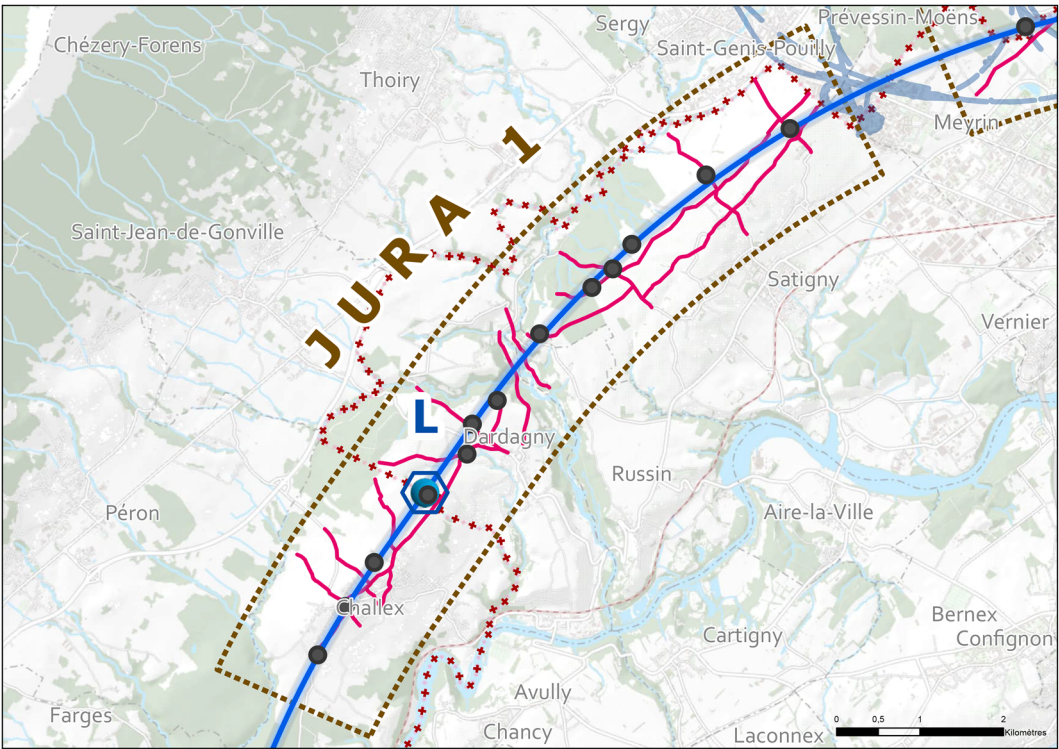 Prévessin-Moëns
Sergy
Chézery-Forens
Saint-Genis-Pouilly
Thoiry
Meyrin
JURA 1
Saint-Jean-de-Gonville
Satigny
Vernier
L
Dardagny
Russin
Péron
Aire-la-Ville
Challex
Bernex
Cartigny
Confignon
Avully
Farges
Chancy
Laconnex
0 0,5 1 2
Kilomètres